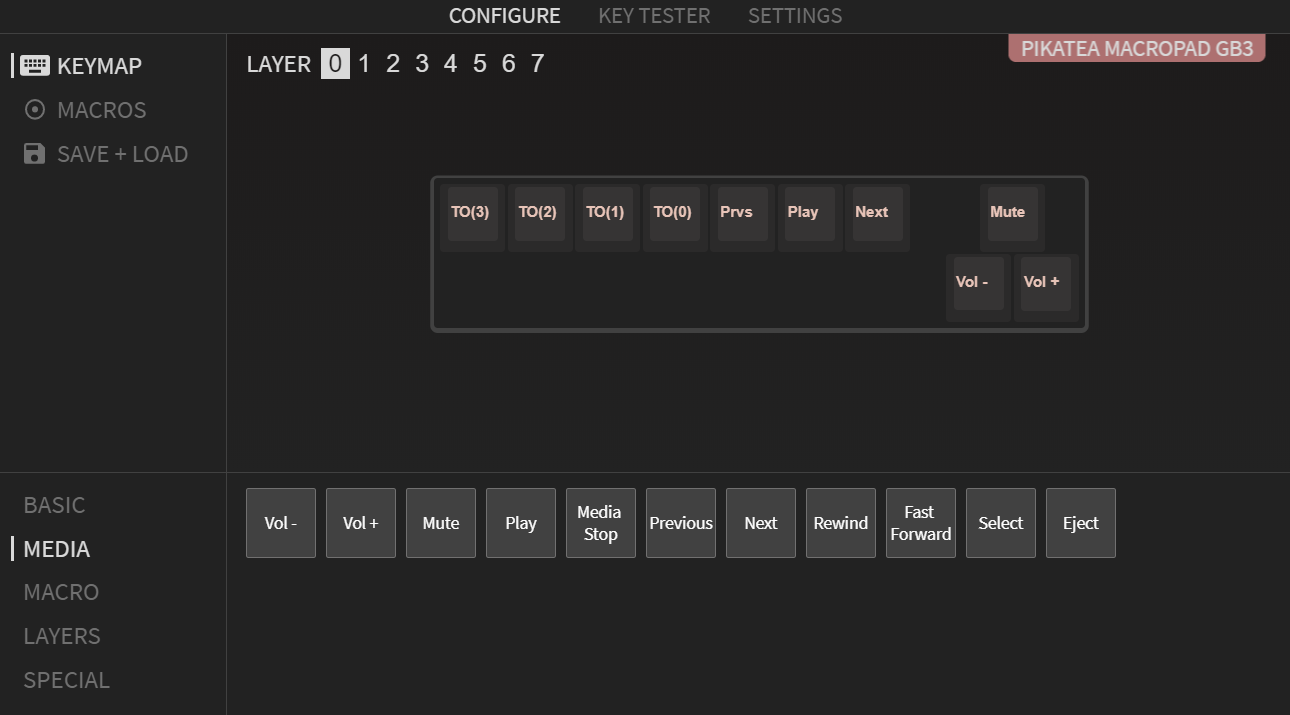 CONFIGURE KEY TESTER SETTINGS
KEYMAP
MACROS
SAVE + LOAD
LAYER 0 1 2 3 4 5 6 7
PIKATEA MACROPAD GB3
TO(3) TO(2) TO(1) TO(0) Prvs Play Next Mute
Vol - Vol +
BASIC
MEDIA
MACRO
LAYERS
SPECIAL
Vol - Vol + Mute Play Media Stop Previous Next Rewind Fast Forward Select Eject